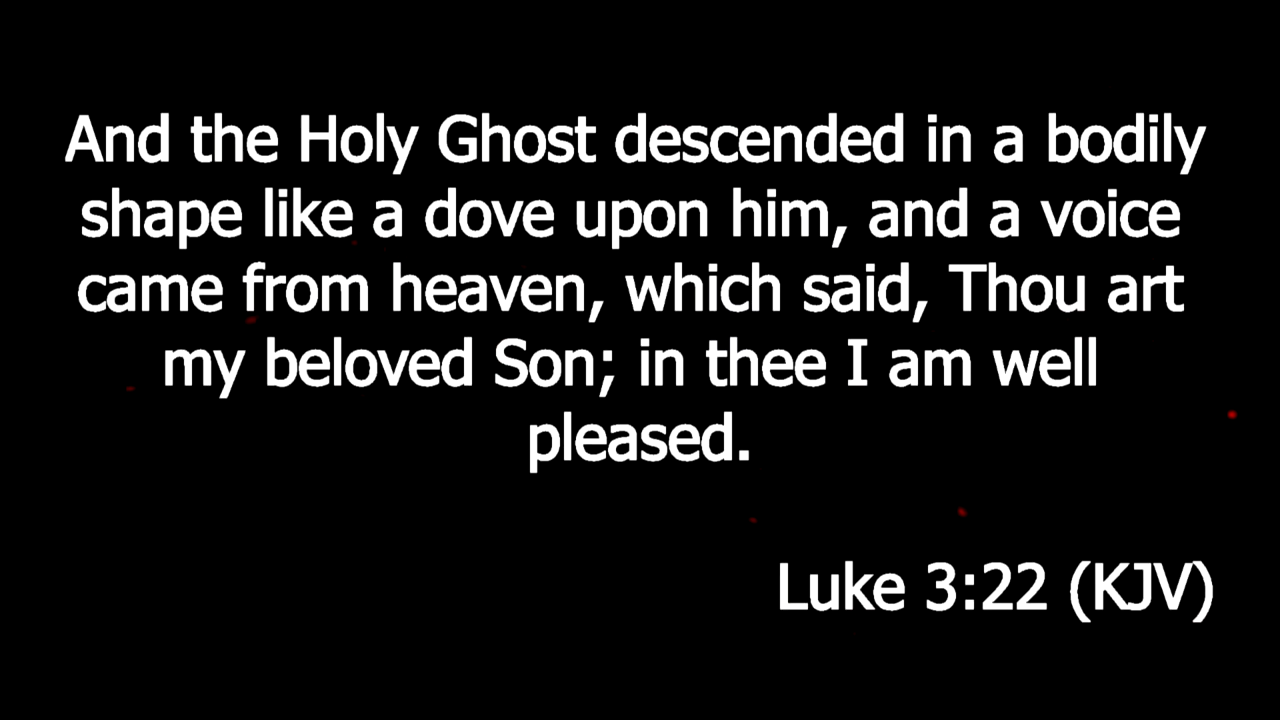 And the Holy Ghost descended in a bodily
shape like a dove upon him, and a voice
came from heaven, which said, Thou art
my beloved Son; in thee I am well
pleased.
Luke 3:22 (KJV)